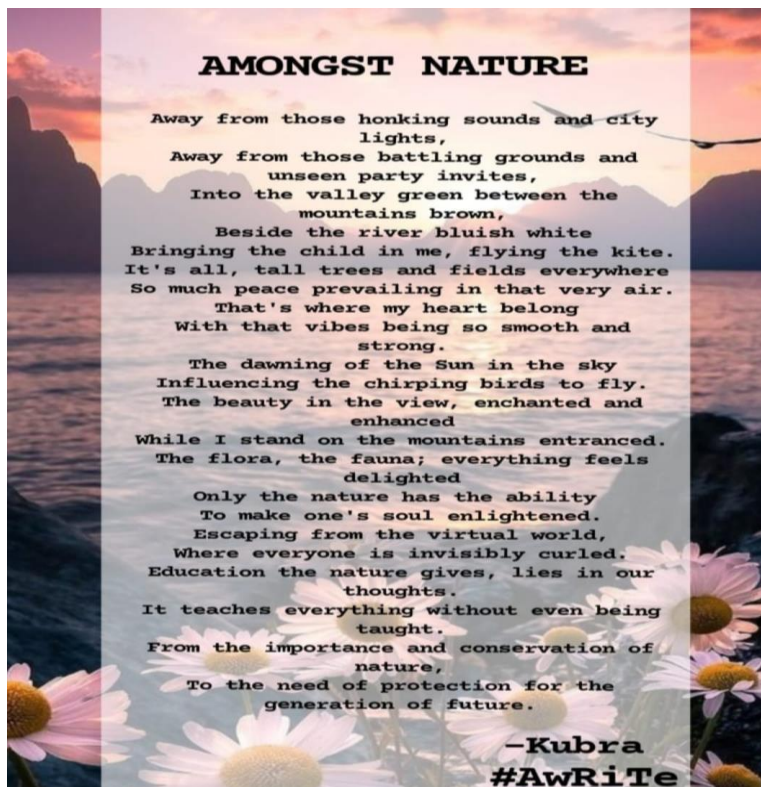 AMONGST NATURE
Away from those honking sounds and city
lights,
Away from those battling grounds and
unseen party invites,
Into the valley green between the
mountains brown,
Beside the river bluish white
Bringing the child in me, flying the kite.
It's all, tall trees and fields everywhere
So much peace prevailing in that very air.
That's where my heart belong
With that vibes being so smooth and
strong.
The dawning of the Sun in the sky
Influencing the chirping birds to fly.
The beauty in the view, enchanted and
enhanced
While I stand on the mountains entranced.
The flora, the fauna; everything feels
delighted
Only the nature has the ability
To make one's soul enlightened.
Escaping from the virtual world,
Where everyone is invisibly curled.
Education the nature gives, lies in our
thoughts.
It teaches everything without even being
taught.
From the importance and conservation of
nature,
To the need of protection for the
generation of future.
—Kubra
#AwRiTe